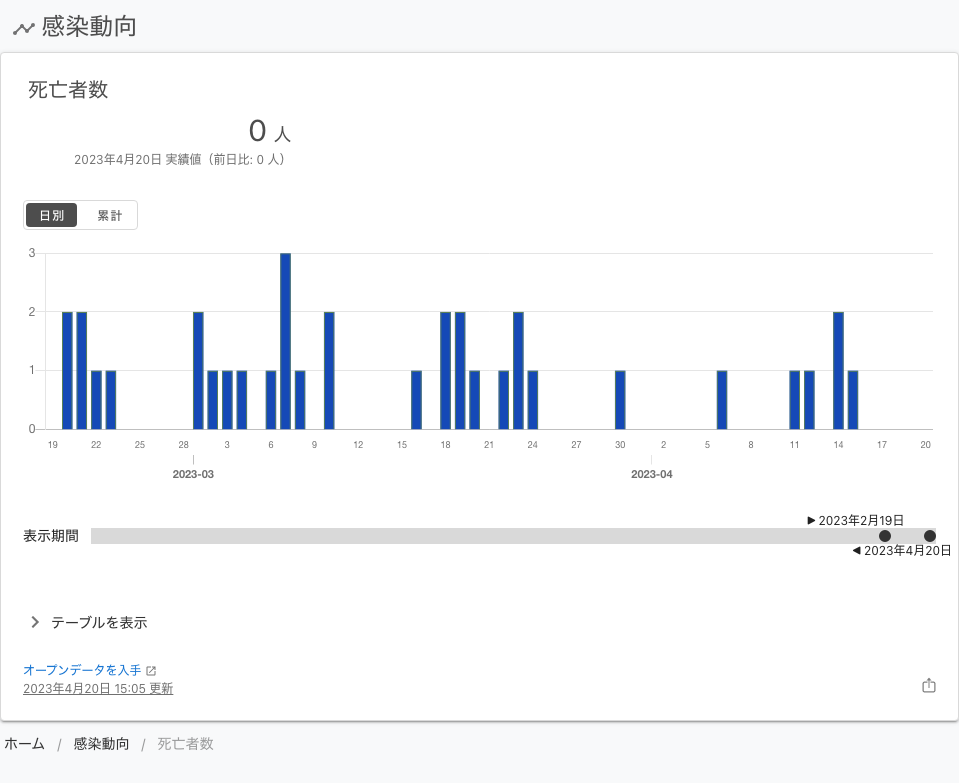 感染動向
死亡者数
0 人
2023年4月20日 実績値（前日比: 0 人）
日別 累計
3
2
1
0
19 22 25 28 3 6 9 12 15 18 21 24 27 30 2 5 8 11 14 17 20
2023-03 2023-04
2023年2月19日
表示期間
2023年4月20日
テーブルを表示
オープンデータを入手
2023年4月20日 15:05 更新
ホーム / 感染動向 / 死亡者数